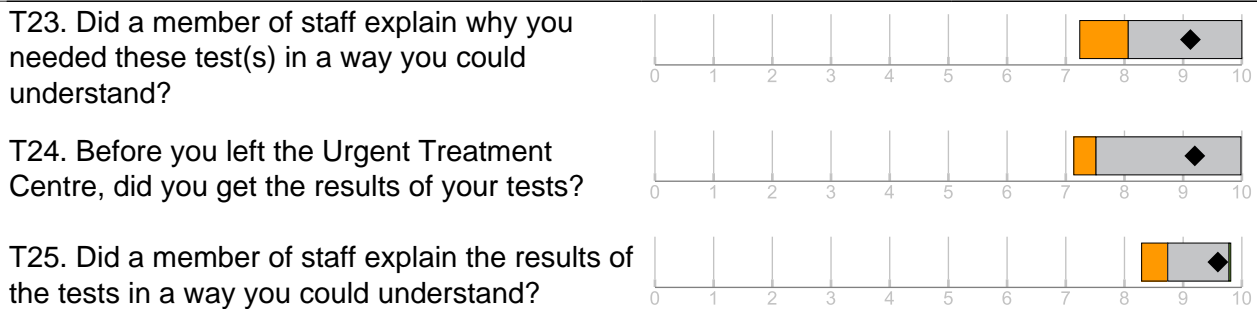 T23. Did a member of staff explain why you
needed these test(s) in a way you could
understand?
0 1 2 3 4 5 6 7 8 9 10
T24. Before you left the Urgent Treatment
Centre, did you get the results of your tests?
0 1 2 3 4 5 6 7 8 9 10
T25. Did a member of staff explain the results of
the tests in a way you could understand?
0 1 2 3 4 5 6 7 8 9 10